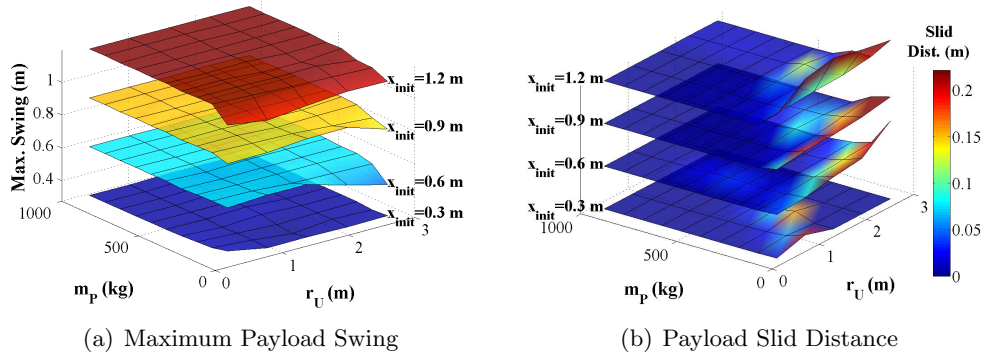 Max. Swing (m)
1
0.8
0.6
0.4
1000
500
0
m_P (kg)
0
1
2
3
r_U (m)
x_init=1.2 m
x_init=0.9 m
x_init=0.6 m
x_init=0.3 m
(a) Maximum Payload Swing
x_init=1.2 m
x_init=0.9 m
x_init=0.6 m
x_init=0.3 m
1000
500
0
m_P (kg)
0
1
2
3
r_U (m)
Slid
Dist. (m)
0.2
0.15
0.1
0.05
0
(b) Payload Slid Distance